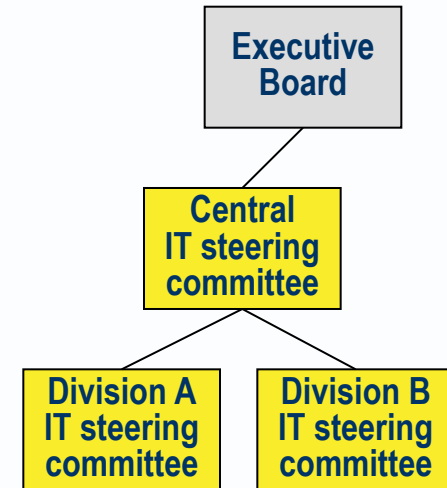 Executive
Board
Central
IT steering
committee
Division A
IT steering
committee
Division B
IT steering
committee